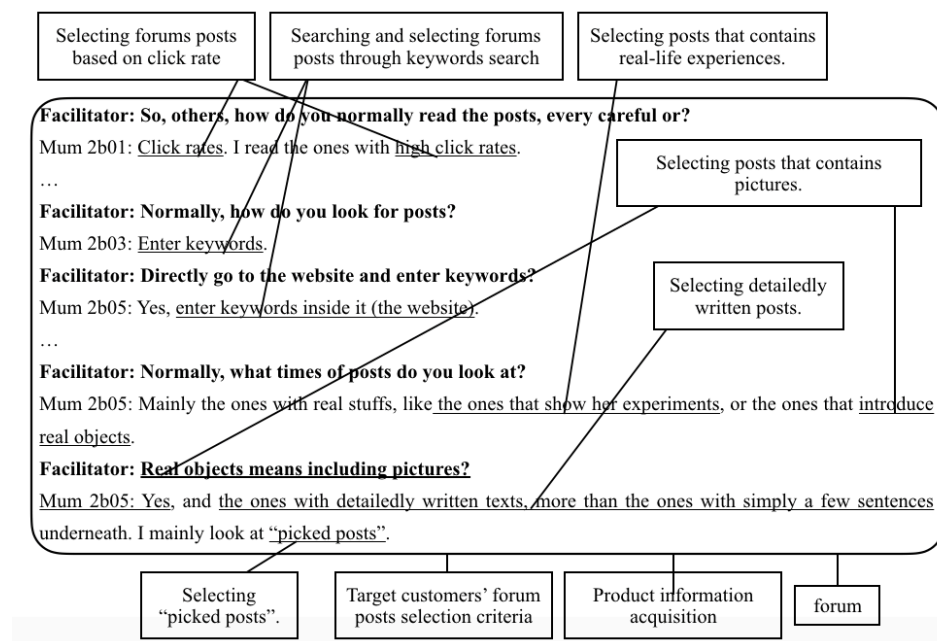 Selecting forums posts
based on click rate
Searching and selecting forums
posts through keywords search
Selecting posts that contains
real-life experiences.
Facilitator: So, others, how do you normally read the posts, every careful or?
Mum 2b01: Click rates. I read the ones with high click rates.
Selecting posts that contains
pictures.
…
Facilitator: Normally, how do you look for posts?
Mum 2b03: Enter keywords.
Facilitator: Directly go to the website and enter keywords?
Selecting detailedly
written posts.
Mum 2b05: Yes, enter keywords inside it (the website).
…
Facilitator: Normally, what times of posts do you look at?
Mum 2b05: Mainly the ones with real stuffs, like the ones that show her experiments, or the ones that introduce
real objects.
Facilitator: Real objects means including pictures?
Mum 2b05: Yes, and the ones with detailedly written texts, more than the ones with simply a few sentences
underneath. I mainly look at “picked posts”.
Selecting
“picked posts”.
Target customers’ forum
posts selection criteria
Product information
acquisition
forum